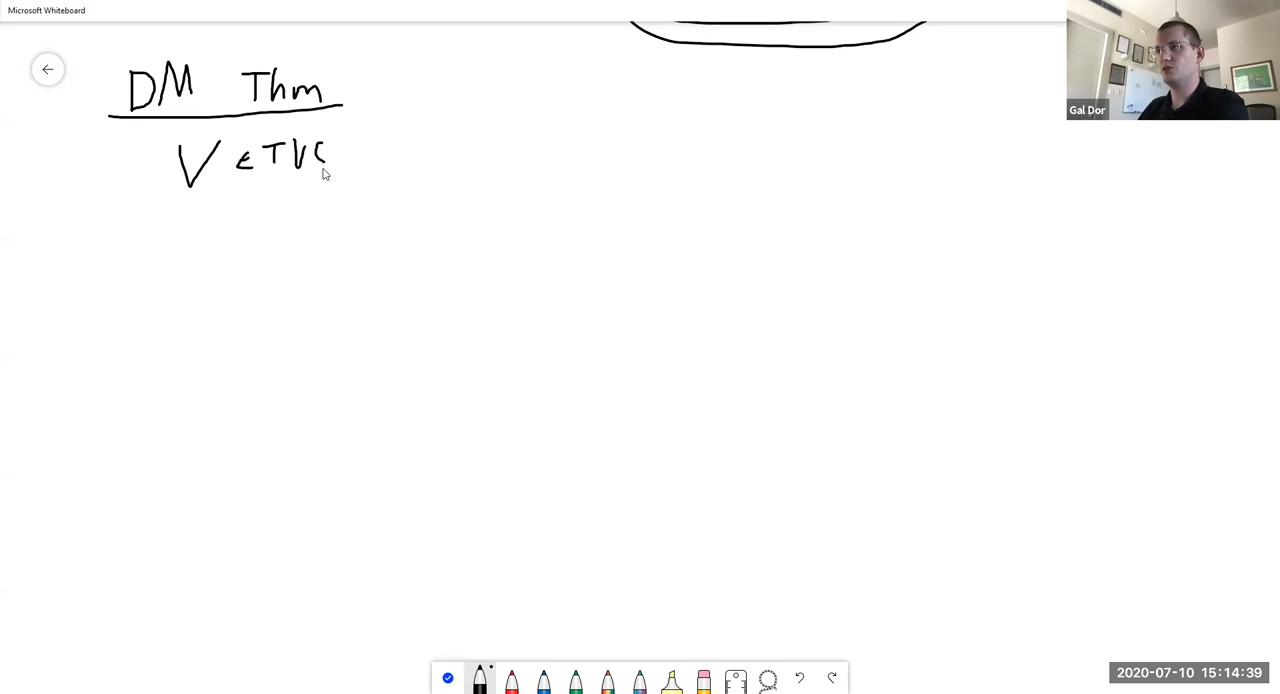 Microsoft Whiteboard
Gal Dor
DM Thm
V ∈ TVC
2020-07-10 15:14:39